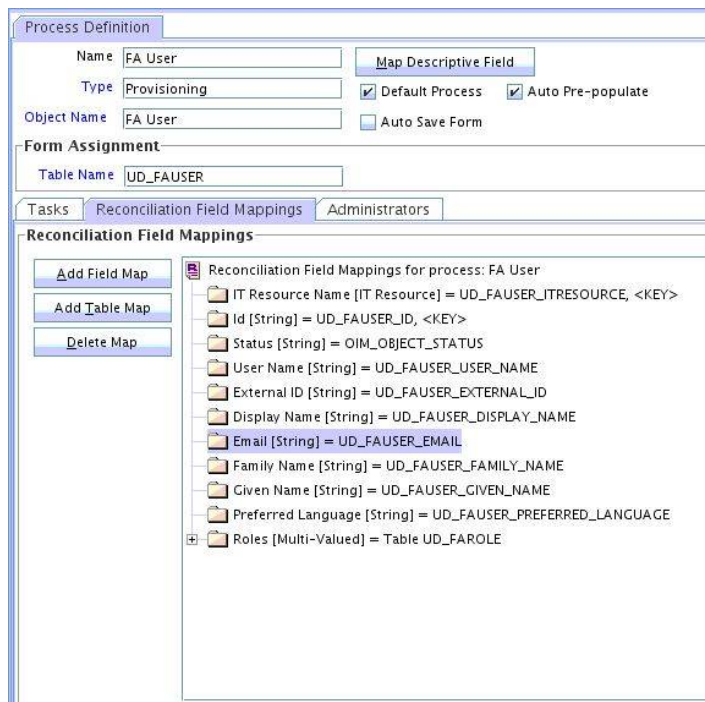 Process Definition
Name FA User Map Descriptive Field
Type Provisioning Default Process Auto Pre-populate
Object Name FA User Auto Save Form
Form Assignment
Table Name UD_FAUSER
Tasks Reconciliation Field Mappings Administrators
Reconciliation Field Mappings
Add Field Map
Add Table Map
Delete Map
Reconciliation Field Mappings for process: FA User
IT Resource Name [IT Resource] = UD_FAUSER_ITRESOURCE, <KEY>
Id [String] = UD_FAUSER_ID, <KEY>
Status [String] = OIM_OBJECT_STATUS
User Name [String] = UD_FAUSER_USER_NAME
External ID [String] = UD_FAUSER_EXTERNAL_ID
Display Name [String] = UD_FAUSER_DISPLAY_NAME
Email [String] = UD_FAUSER_EMAIL
Family Name [String] = UD_FAUSER_FAMILY_NAME
Given Name [String] = UD_FAUSER_GIVEN_NAME
Preferred Language [String] = UD_FAUSER_PREFERRED_LANGUAGE
Roles [Multi-Valued] = Table UD_FAROLE